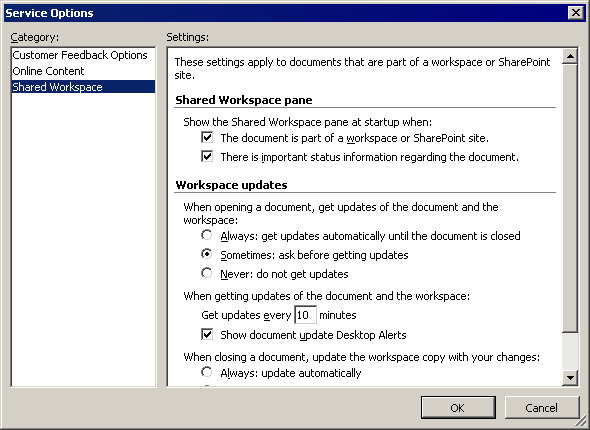 Service Options
Category:
Customer Feedback Options
Online Content
Shared Workspace
Settings:
These settings apply to documents that are part of a workspace or SharePoint
site.
Shared Workspace pane
Show the Shared Workspace pane at startup when:
The document is part of a workspace or SharePoint site.
There is important status information regarding the document.
Workspace updates
When opening a document, get updates of the document and the
workspace:
Always: get updates automatically until the document is closed
Sometimes: ask before getting updates
Never: do not get updates
When getting updates of the document and the workspace:
Get updates every 10 minutes
Show document update Desktop Alerts
When closing a document, update the workspace copy with your changes:
Always: update automatically
OK
Cancel